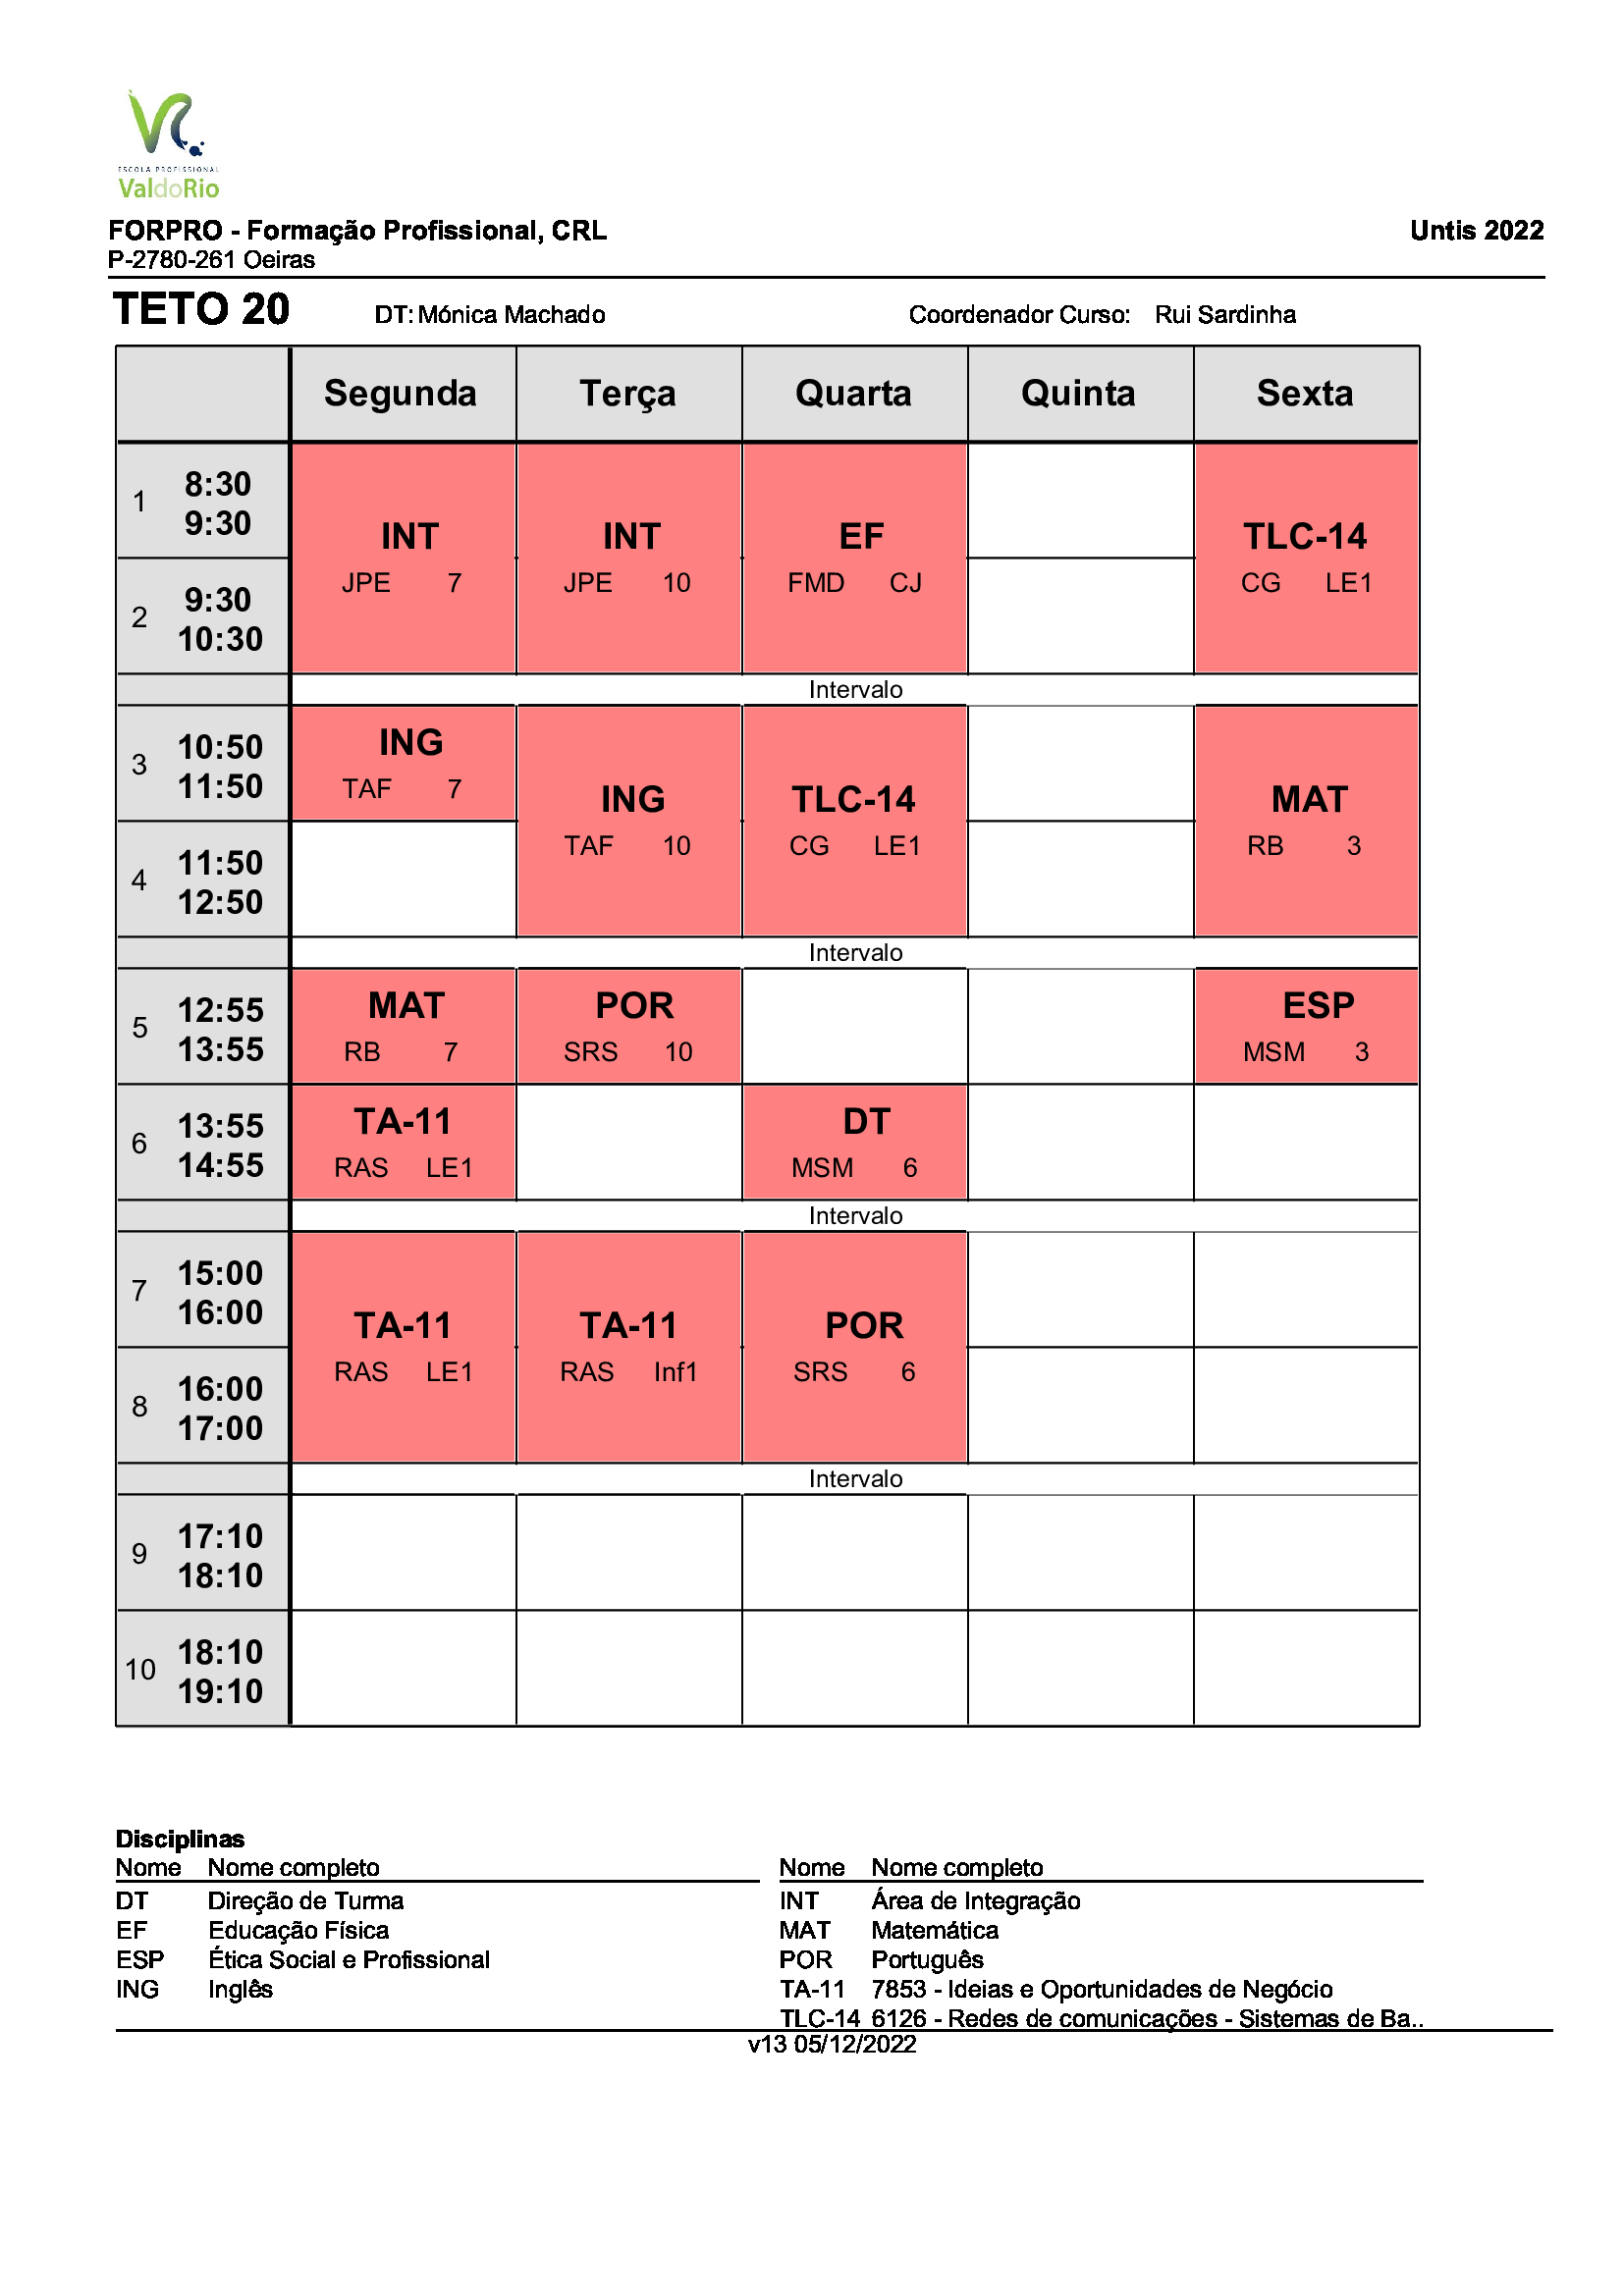 ESCOLA PROFISSIONAL
ValdoRio
FORPRO - Formação Profissional, CRL Untis 2022
P-2780-261 Oeiras
TETO 20 DT: Mónica Machado Coordenador Curso: Rui Sardinha
Segunda Terça Quarta Quinta Sexta
1 8:30 9:30
INT INT EF TLC-14
JPE 7 JPE 10 FMD CJ CG LE1
2 9:30 10:30
Intervalo
3 10:50 11:50
ING
TAF 7
ING TLC-14 MAT
TAF 10 CG LE1 RB 3
4 11:50 12:50
Intervalo
5 12:55 13:55
MAT POR ESP
RB 7 SRS 10 MSM 3
6 13:55 14:55
TA-11 DT
RAS LE1 MSM 6
Intervalo
7 15:00 16:00
TA-11 TA-11 POR
RAS LE1 RAS Inf1 SRS 6
8 16:00 17:00
Intervalo
9 17:10 18:10
10 18:10 19:10
Disciplinas
Nome Nome completo Nome Nome completo
DT Direção de Turma INT Área de Integração
EF Educação Física MAT Matemática
ESP Ética Social e Profissional POR Português
ING Inglês TA-11 7853 - Ideias e Oportunidades de Negócio
TLC-14 6126 - Redes de comunicações - Sistemas de Ba..
v13 05/12/2022